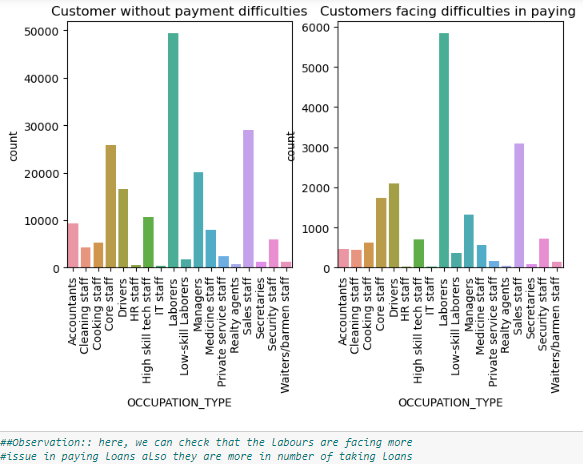 Customer without payment difficulties
Customers facing difficulties in paying
50000
40000
30000
20000
10000
0
count
Accountants
Cleaning staff
Cooking staff
Core staff
Drivers
HR staff
High skill tech staff
IT staff
Laborers
Low-skill Laborers
Managers
Medicine staff
Private service staff
Realty agents
Sales staff
Secretaries
Security staff
Waiters/barmen staff
OCCUPATION_TYPE
6000
5000
4000
3000
2000
1000
0
count
Accountants
Cleaning staff
Cooking staff
Core staff
Drivers
HR staff
High skill tech staff
IT staff
Laborers
Low-skill Laborers
Managers
Medicine staff
Private service staff
Realty agents
Sales staff
Secretaries
Security staff
Waiters/barmen staff
OCCUPATION_TYPE
##Observation:: here, we can check that the Labours are facing more
#issue in paying Loans also they are more in number of taking Loans